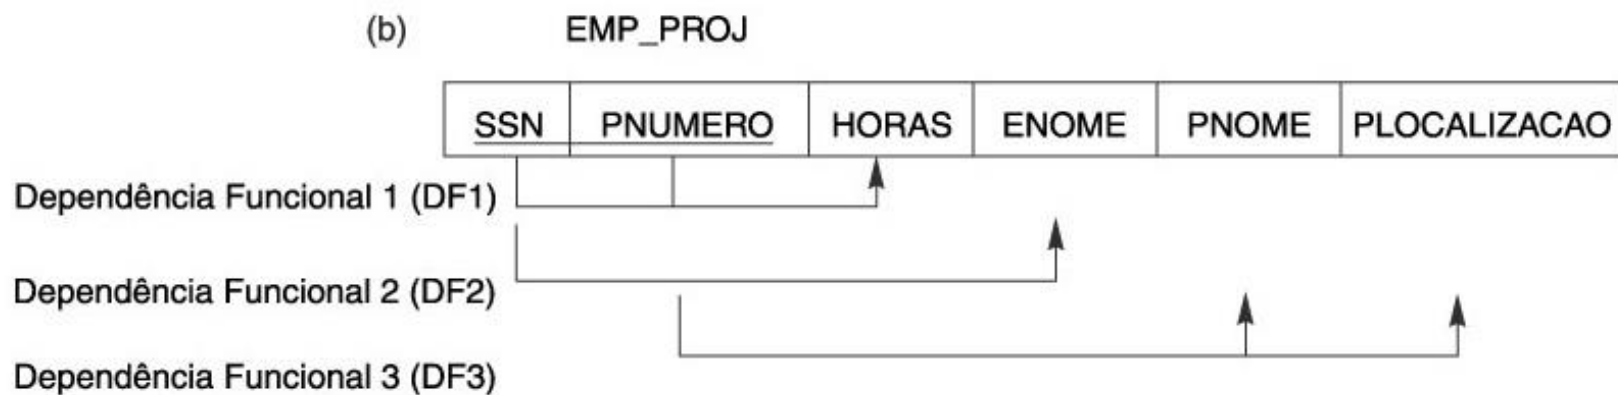 (b) EMP_PROJ
SSN PNUMERO HORAS ENOME PNOME PLOCALIZACAO
Dependência Funcional 1 (DF1)
Dependência Funcional 2 (DF2)
Dependência Funcional 3 (DF3)